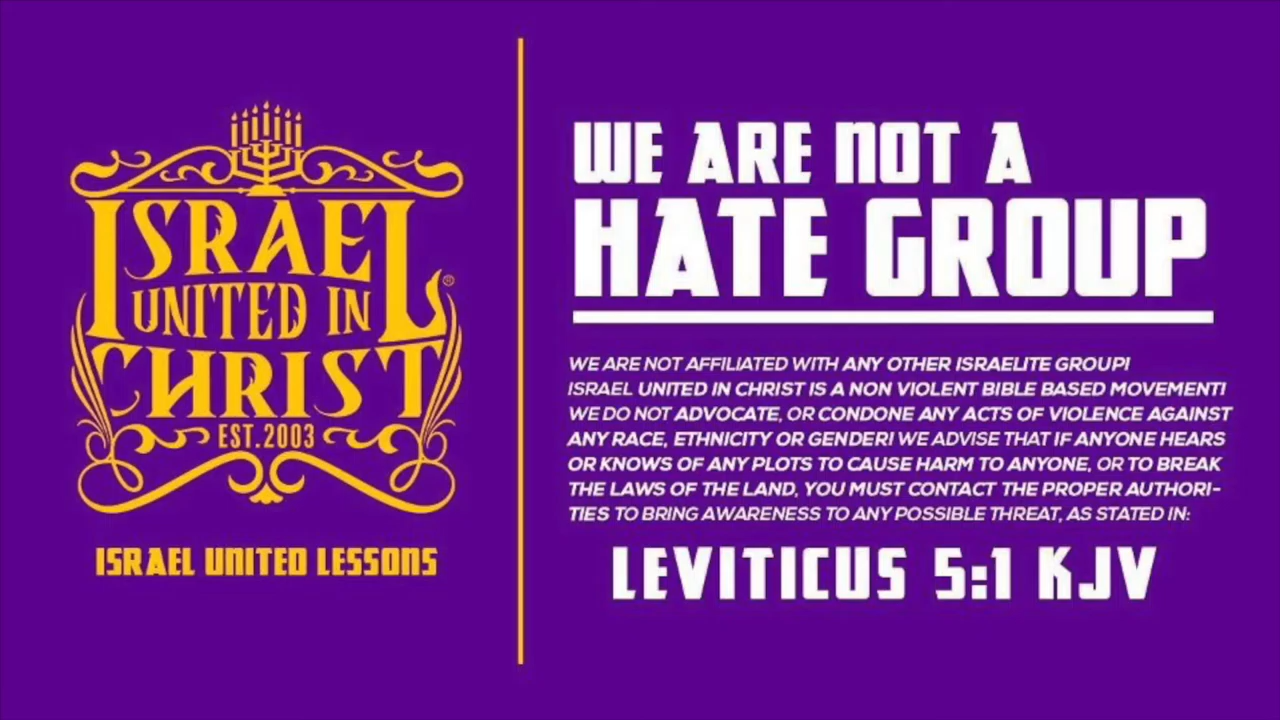 ISRAEL
UNITED IN
CHRIST®
EST.2003
ISRAEL UNITED LESSONS
WE ARE NOT A
HATE GROUP
WE ARE NOT AFFILIATED WITH ANY OTHER ISRAELITE GROUP!
ISRAEL UNITED IN CHRIST IS A NON VIOLENT BIBLE BASED MOVEMENT!
WE DO NOT ADVOCATE, OR CONDONE ANY ACTS OF VIOLENCE AGAINST
ANY RACE, ETHNICITY OR GENDER! WE ADVISE THAT IF ANYONE HEARS
OR KNOWS OF ANY PLOTS TO CAUSE HARM TO ANYONE, OR TO BREAK
THE LAWS OF THE LAND, YOU MUST CONTACT THE PROPER AUTHORI-
TIES TO BRING AWARENESS TO ANY POSSIBLE THREAT, AS STATED IN:
LEVITICUS 5:1 KJV